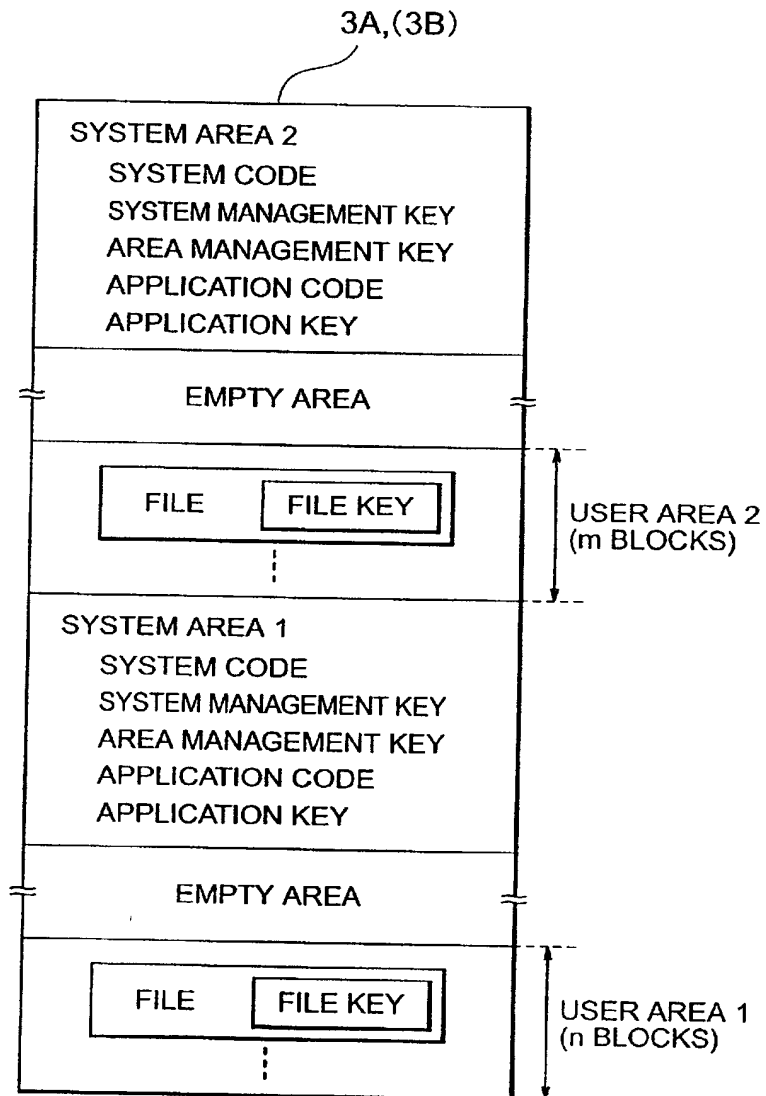 3A,(3B)
SYSTEM AREA 2
SYSTEM CODE
SYSTEM MANAGEMENT KEY
AREA MANAGEMENT KEY
APPLICATION CODE
APPLICATION KEY
EMPTY AREA
FILE
FILE KEY
USER AREA 2
(m BLOCKS)
SYSTEM AREA 1
SYSTEM CODE
SYSTEM MANAGEMENT KEY
AREA MANAGEMENT KEY
APPLICATION CODE
APPLICATION KEY
EMPTY AREA
FILE
FILE KEY
USER AREA 1
(n BLOCKS)